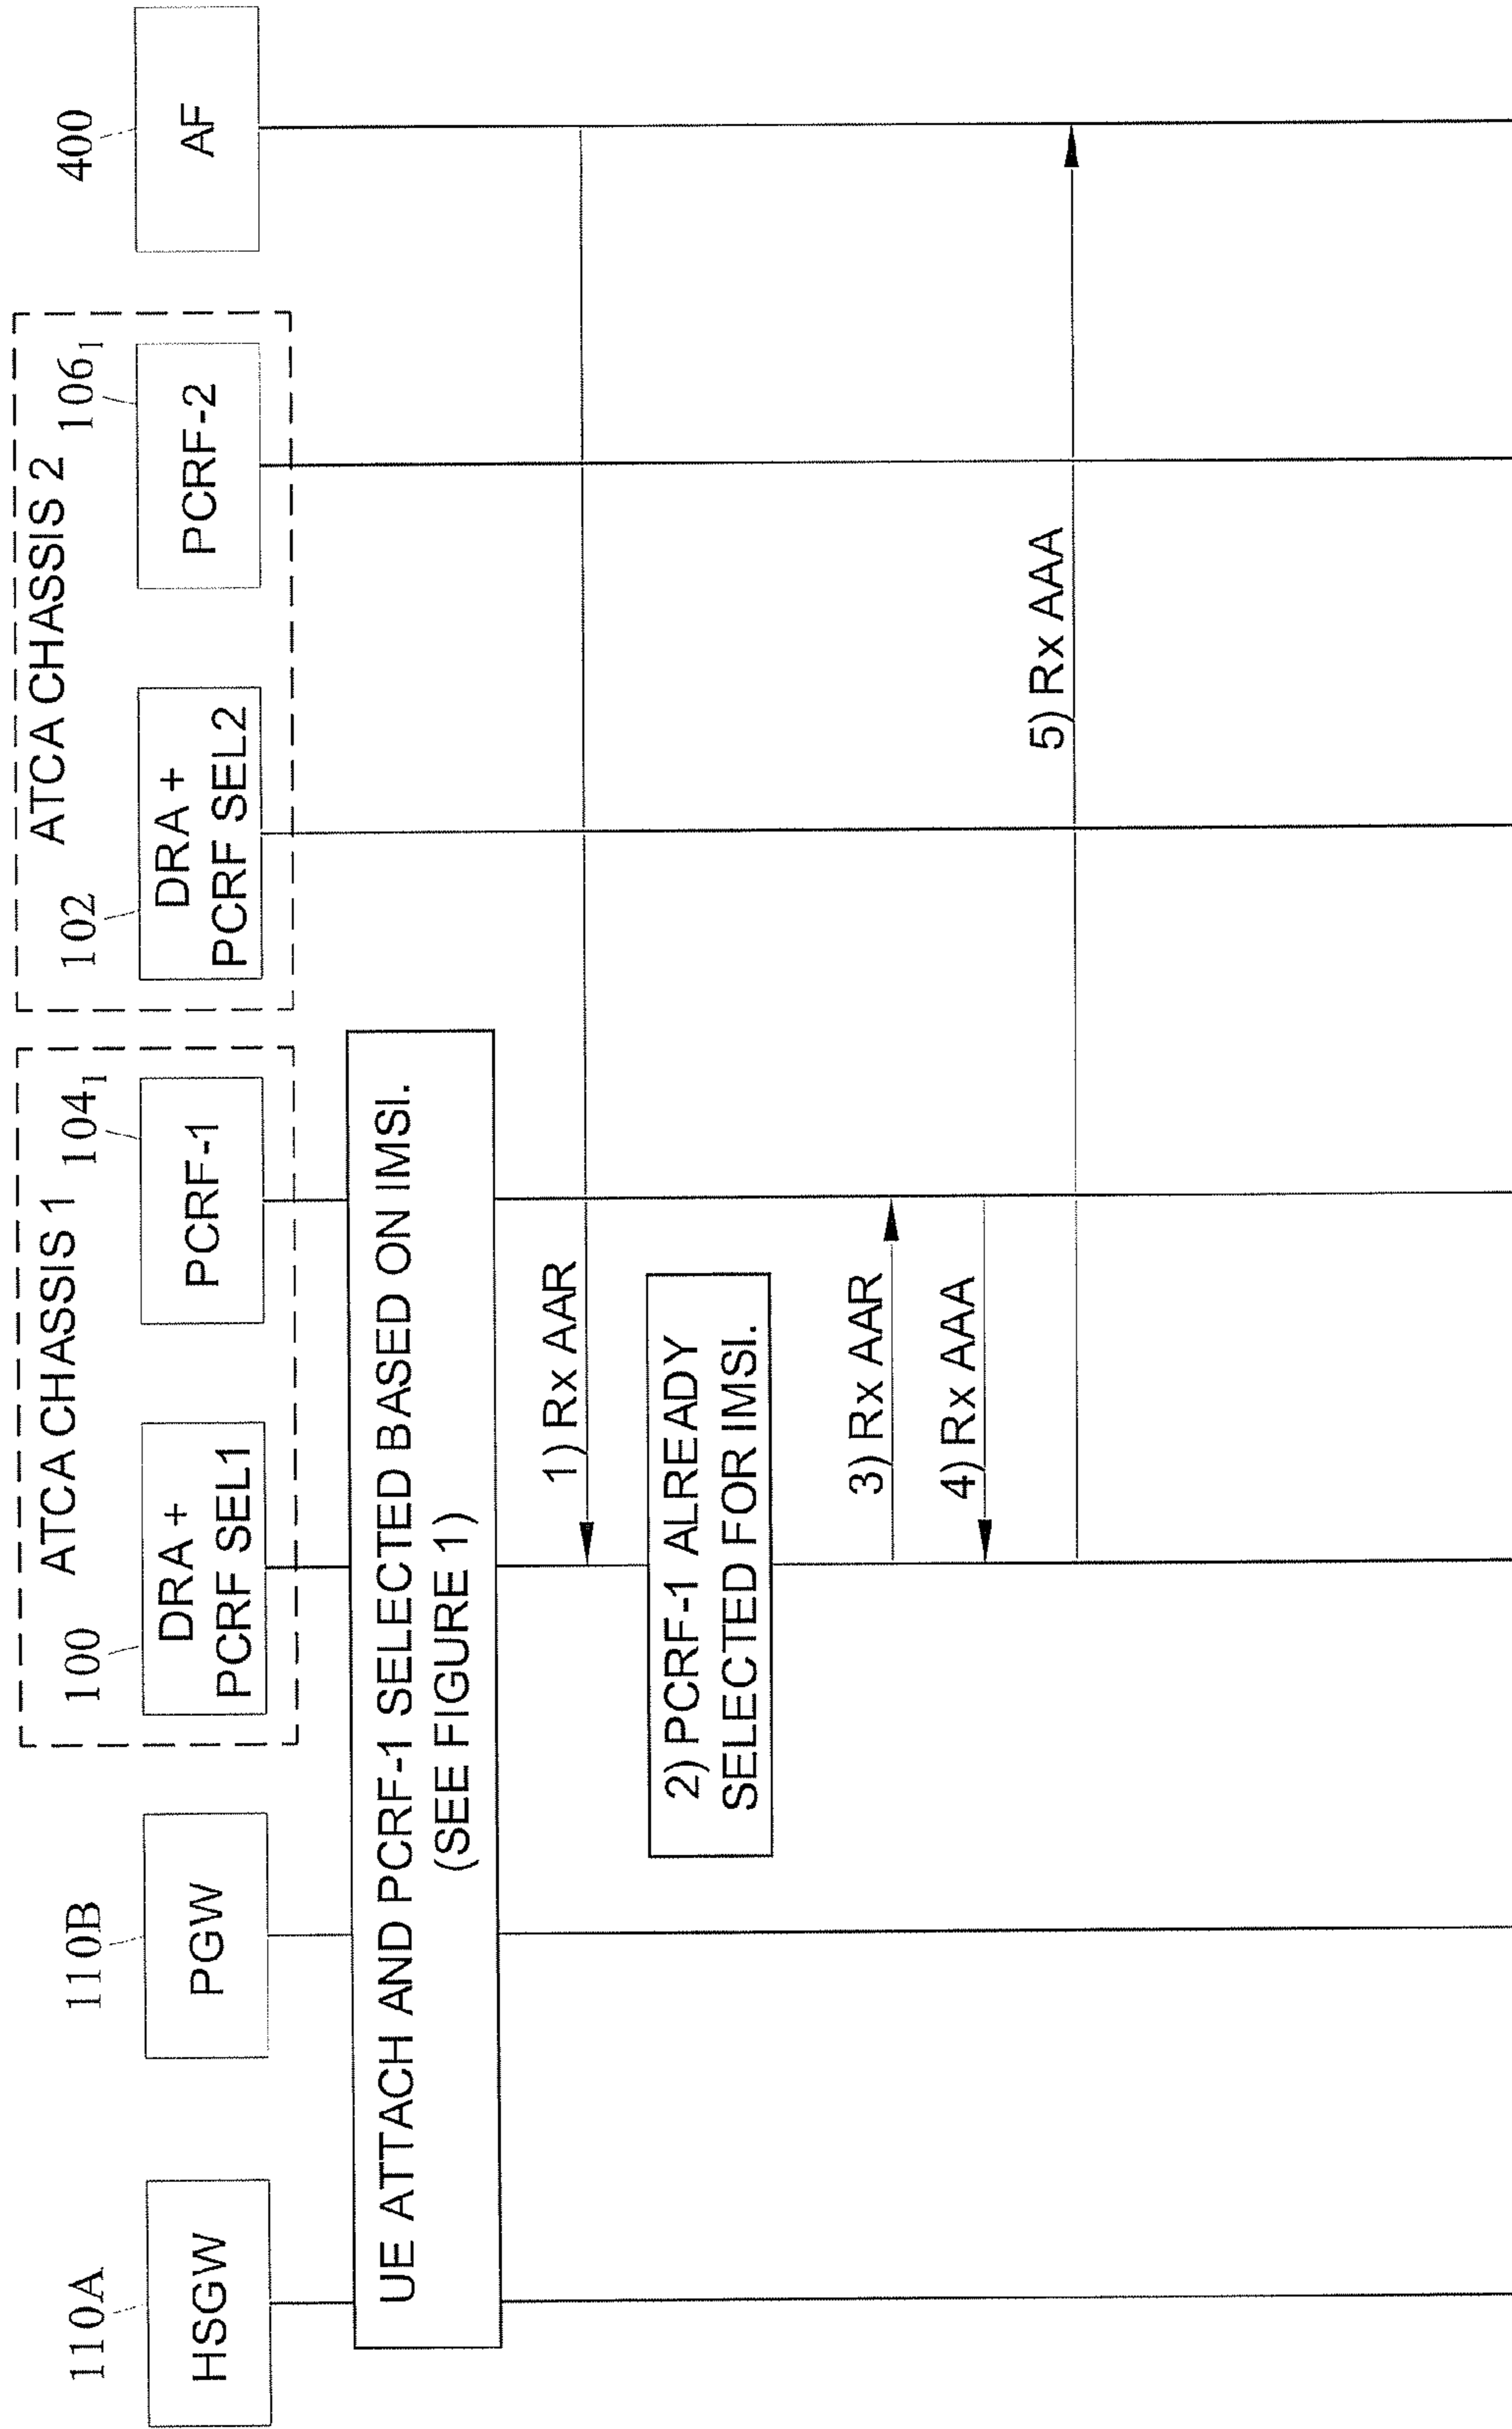 110A
HSGW
110B
PGW
ATCA CHASSIS 1
100
DRA +
PCRF SEL1
104₁
PCRF-1
ATCA CHASSIS 2
102
DRA +
PCRF SEL2
106₁
PCRF-2
400
AF
UE ATTACH AND PCRF-1 SELECTED BASED ON IMSI.
(SEE FIGURE 1)
1) Rx AAR
2) PCRF-1 ALREADY
SELECTED FOR IMSI.
3) Rx AAR
4) Rx AAA
5) Rx AAA